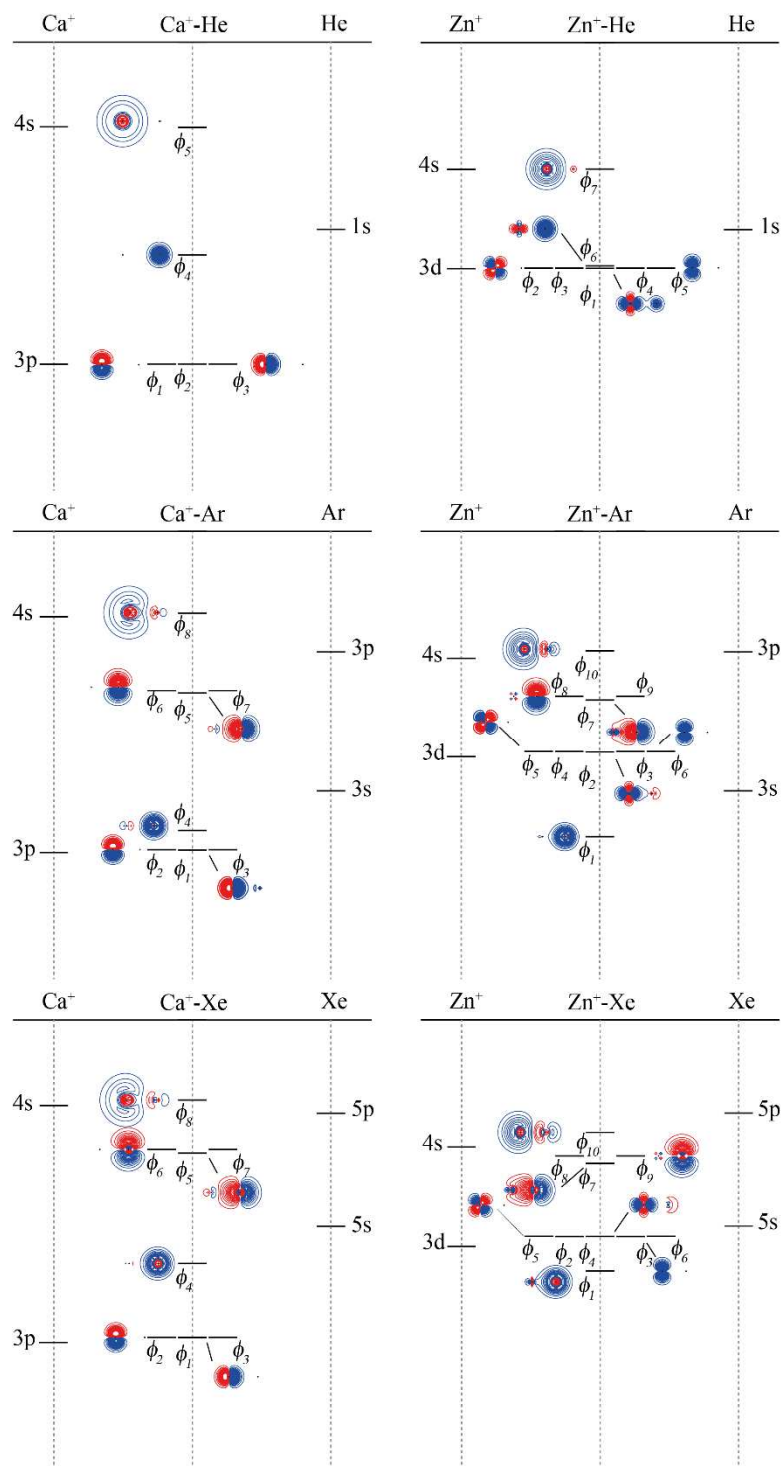 Ca⁺ Ca⁺-He He
4s
ϕ₅
1s
ϕ₄
3p
ϕ₁ ϕ₂ ϕ₃
Zn⁺ Zn⁺-He He
4s
ϕ₇
1s
ϕ₆
3d
ϕ₂ ϕ₃ ϕ₁ ϕ₄ ϕ₅
Ca⁺ Ca⁺-Ar Ar
4s
ϕ₈
3p
ϕ₆ ϕ₅ ϕ₇
3s
ϕ₄
3p
ϕ₂ ϕ₁ ϕ₃
Zn⁺ Zn⁺-Ar Ar
3p
4s
ϕ₁₀
ϕ₈ ϕ₉
ϕ₇
3d
ϕ₅ ϕ₄ ϕ₂ ϕ₃ ϕ₆
3s
ϕ₁
Ca⁺ Ca⁺-Xe Xe
4s
5p
ϕ₈
ϕ₆ ϕ₅ ϕ₇
5s
ϕ₄
3p
ϕ₂ ϕ₁ ϕ₃
Zn⁺ Zn⁺-Xe Xe
5p
4s
ϕ₁₀
ϕ₈ ϕ₇ ϕ₉
5s
3d
ϕ₅ ϕ₂ ϕ₄ ϕ₃ ϕ₆
ϕ₁